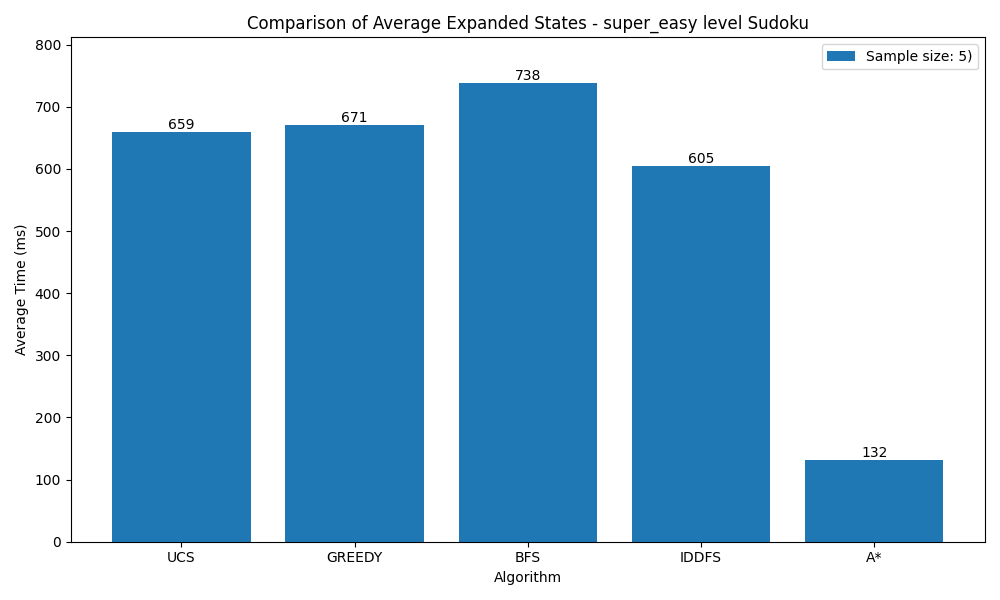 Comparison of Average Expanded States - super_easy level Sudoku
Average Time (ms)
800
700
600
500
400
300
200
100
0
Sample size: 5)
659
671
738
605
132
UCS
GREEDY
BFS
IDDFS
A*
Algorithm